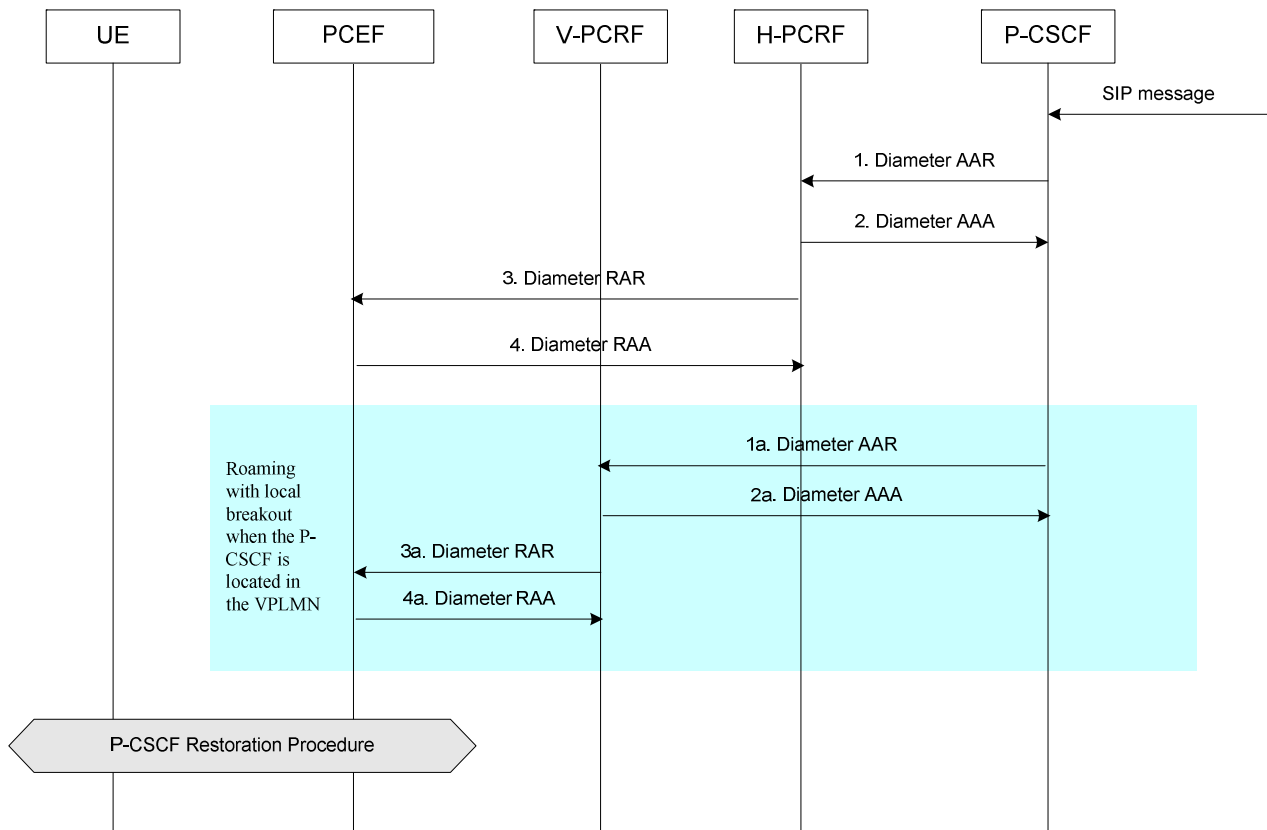 UE
PCEF
V-PCRF
H-PCRF
P-CSCF
SIP message
1. Diameter AAR
2. Diameter AAA
3. Diameter RAR
4. Diameter RAA
1a. Diameter AAR
Roaming
with local
breakout
when the P-
CSCF is
located in
the VPLMN
2a. Diameter AAA
3a. Diameter RAR
4a. Diameter RAA
P-CSCF Restoration Procedure